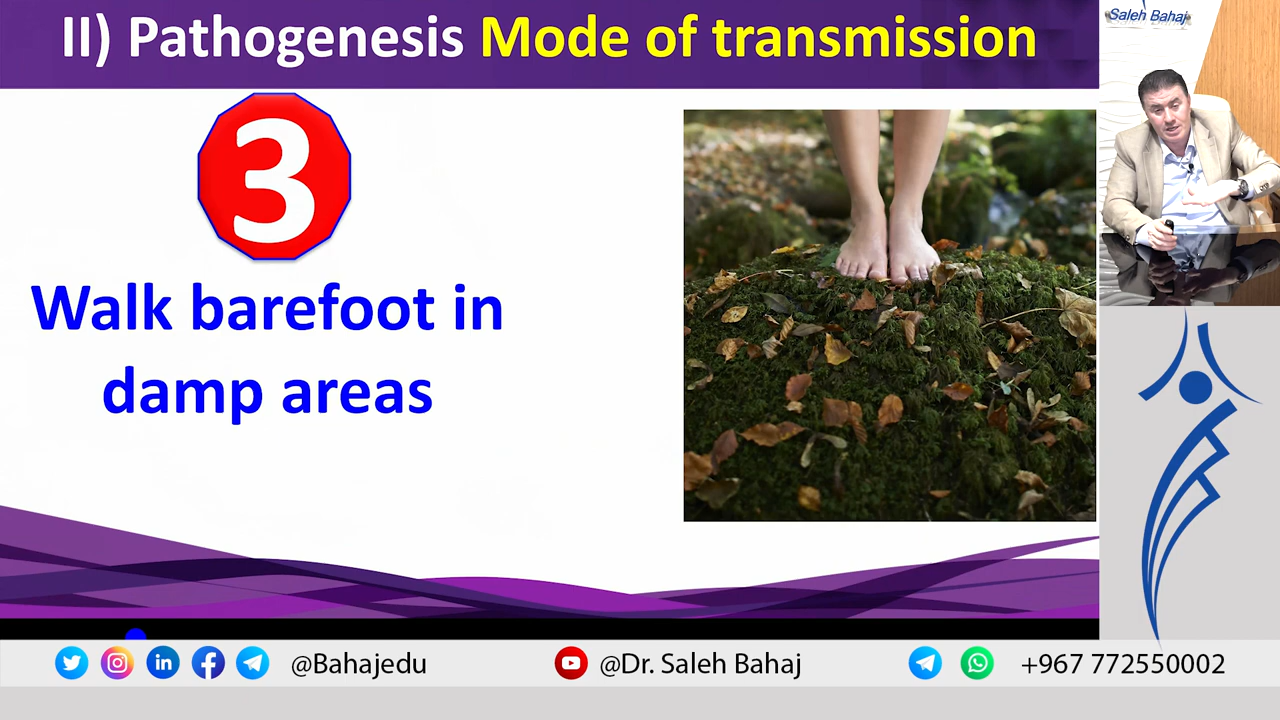 II) Pathogenesis Mode of transmission
Saleh Bahaj
3
Walk barefoot in
damp areas
@Bahajedu
@Dr. Saleh Bahaj
+967 772550002